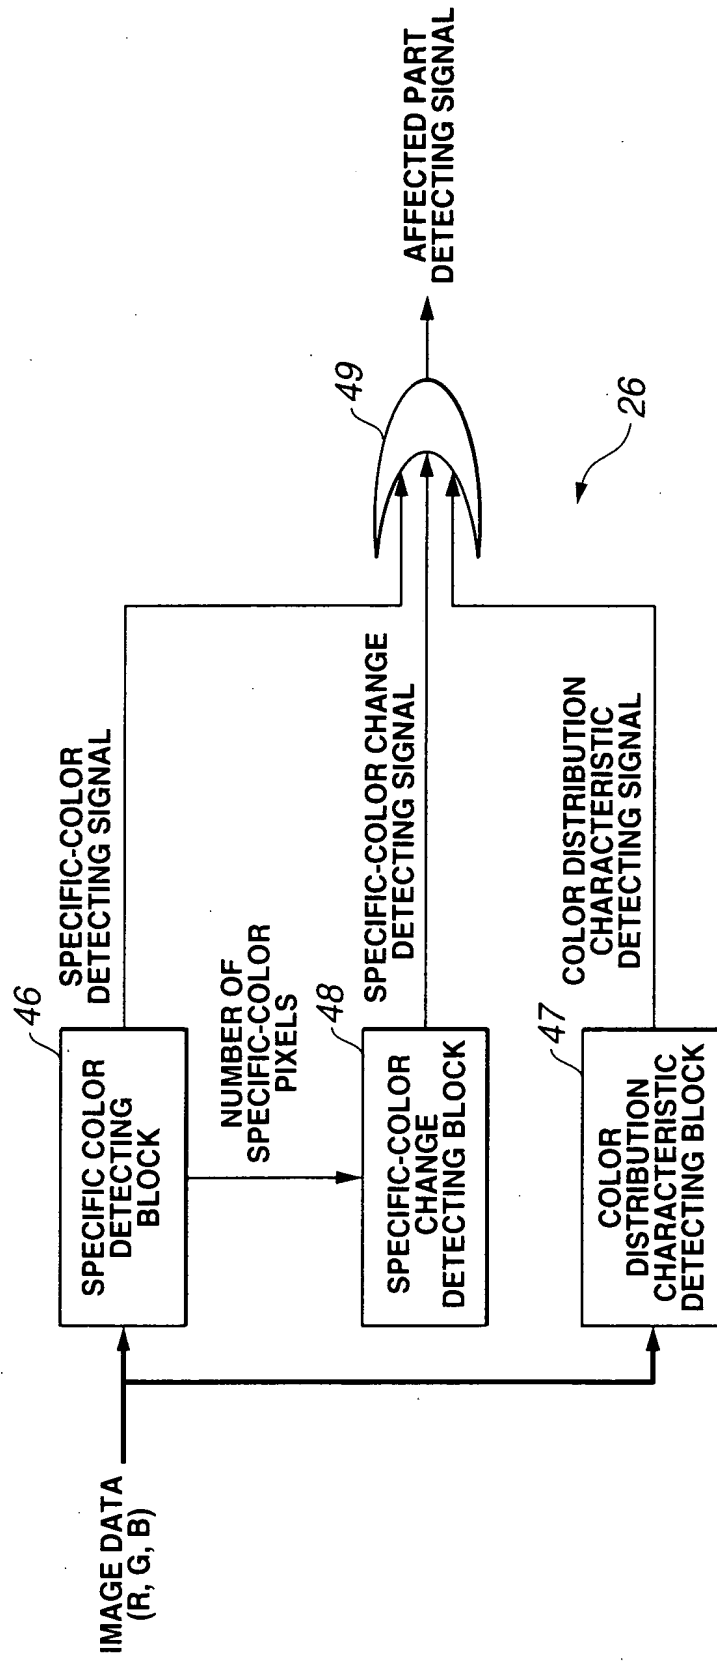 IMAGE DATA
(R, G, B)
46
SPECIFIC COLOR
DETECTING
BLOCK
SPECIFIC-COLOR
DETECTING SIGNAL
NUMBER OF
SPECIFIC-COLOR
PIXELS
48
SPECIFIC-COLOR
CHANGE
DETECTING BLOCK
SPECIFIC-COLOR CHANGE
DETECTING SIGNAL
47
COLOR
DISTRIBUTION
CHARACTERISTIC
DETECTING BLOCK
COLOR DISTRIBUTION
CHARACTERISTIC
DETECTING SIGNAL
49
AFFECTED PART
DETECTING SIGNAL
26